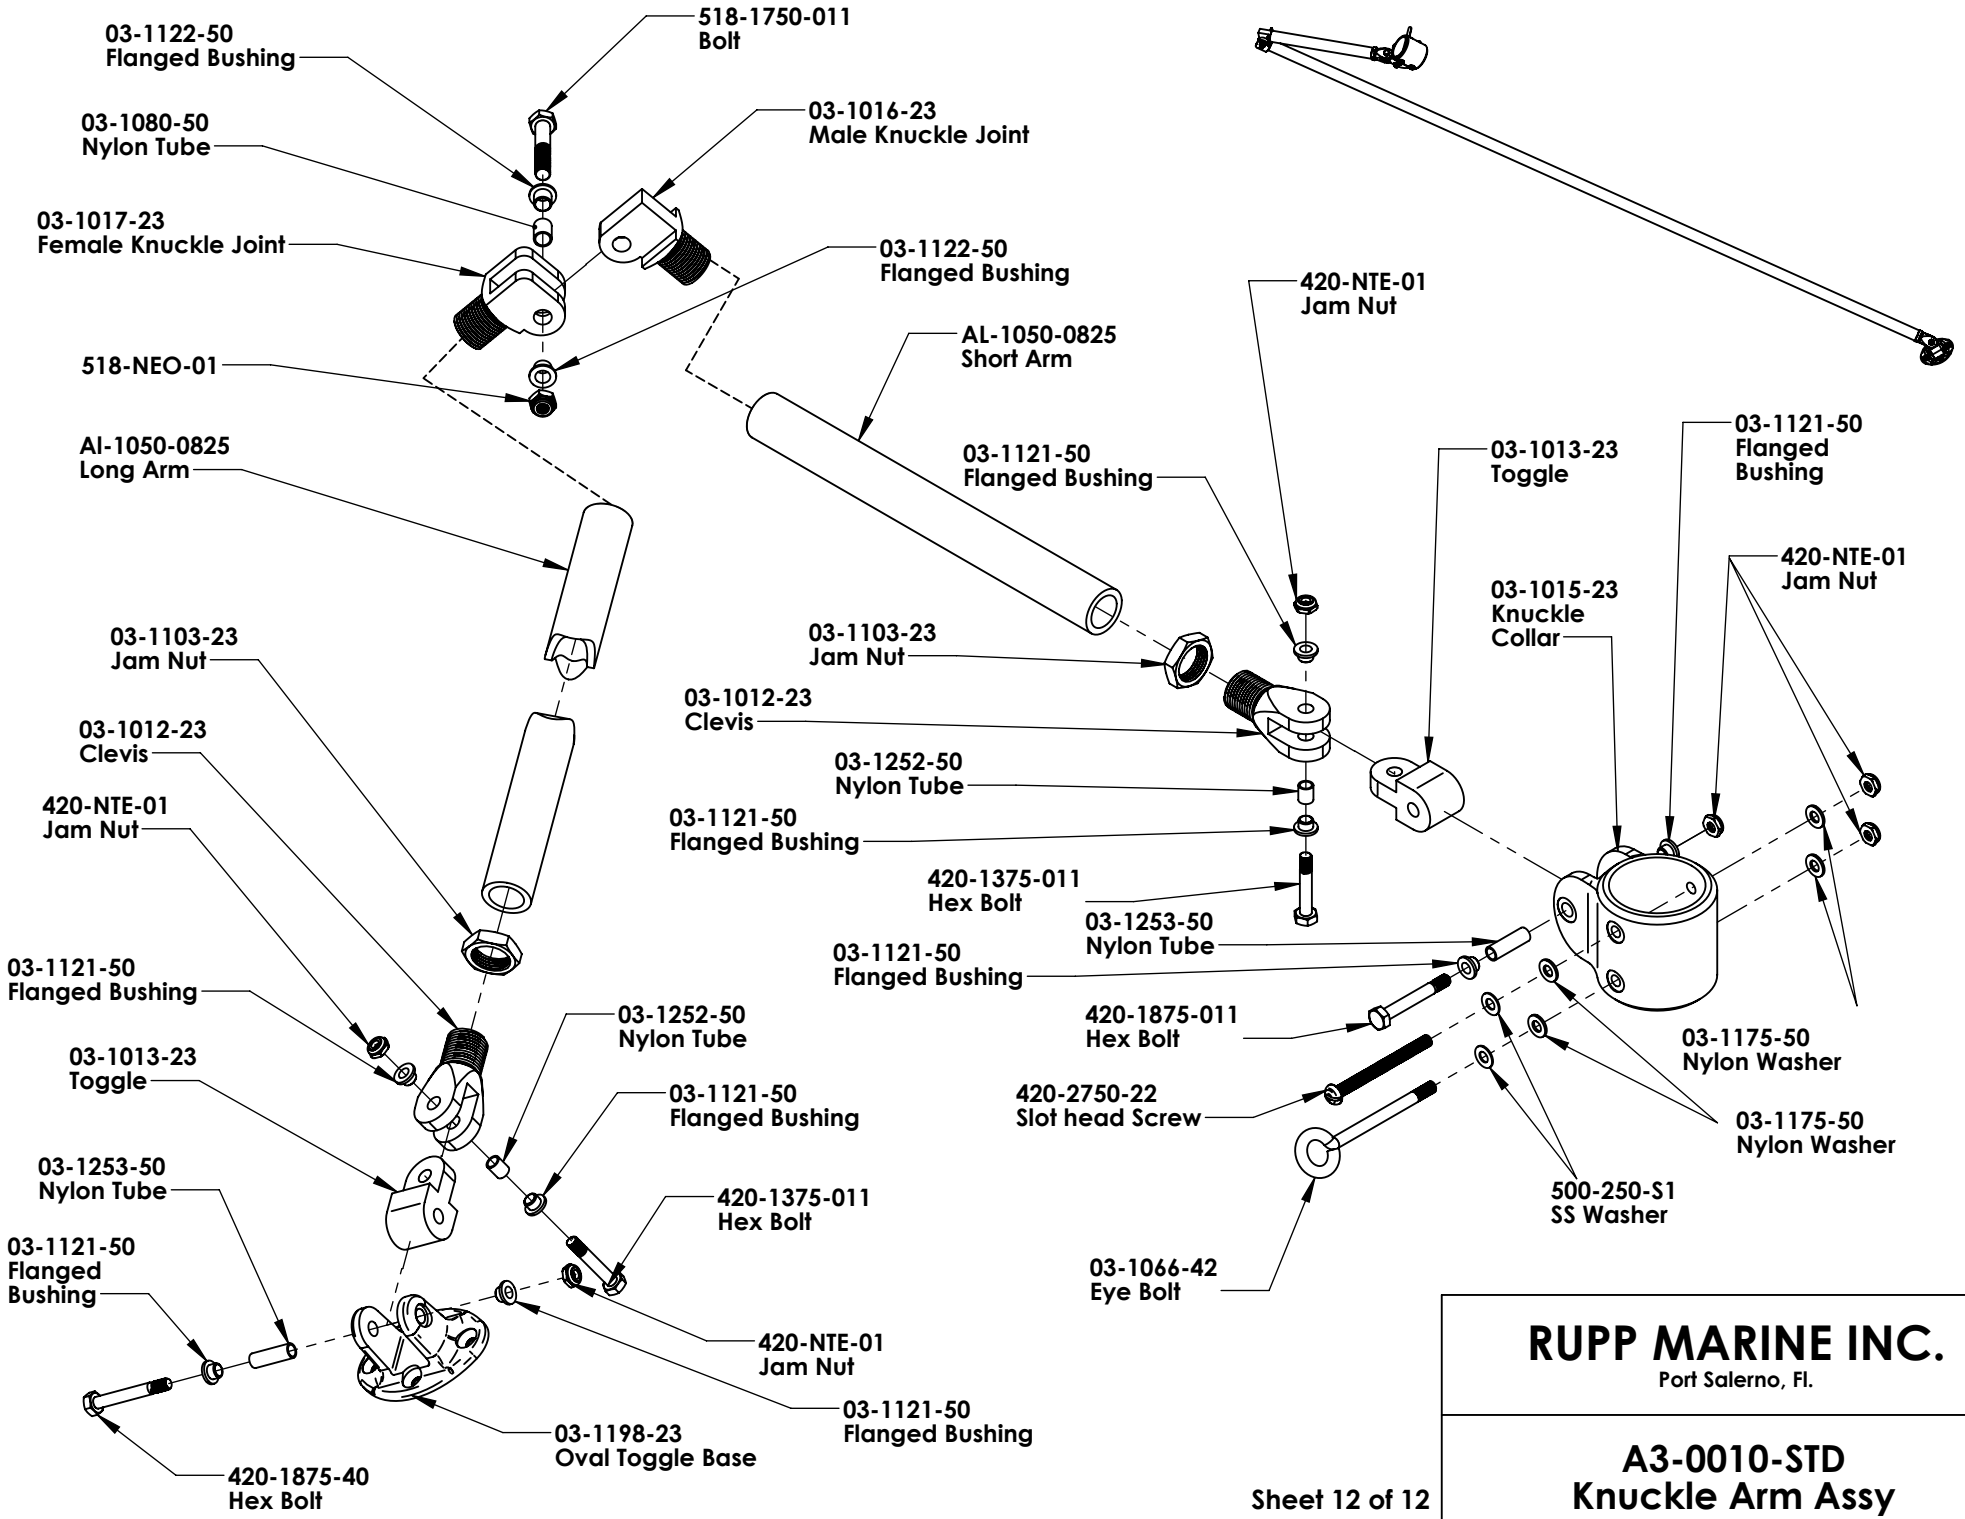 518-1750-011
Bolt
03-1122-50
Flanged Bushing
03-1016-23
Male Knuckle Joint
03-1080-50
Nylon Tube
03-1017-23
Female Knuckle Joint
03-1122-50
Flanged Bushing
420-NTE-01
Jam Nut
AL-1050-0825
Short Arm
518-NEO-01
Al-1050-0825
Long Arm
03-1121-50
Flanged Bushing
03-1013-23
Toggle
03-1121-50
Flanged
Bushing
420-NTE-01
Jam Nut
03-1015-23
Knuckle
Collar
03-1103-23
Jam Nut
03-1103-23
Jam Nut
03-1012-23
Clevis
03-1012-23
Clevis
03-1252-50
Nylon Tube
420-NTE-01
Jam Nut
03-1121-50
Flanged Bushing
420-1375-011
Hex Bolt
03-1253-50
Nylon Tube
03-1121-50
Flanged Bushing
03-1121-50
Flanged Bushing
03-1252-50
Nylon Tube
420-1875-011
Hex Bolt
03-1175-50
Nylon Washer
03-1013-23
Toggle
03-1121-50
Flanged Bushing
420-2750-22
Slot head Screw
03-1175-50
Nylon Washer
03-1253-50
Nylon Tube
420-1375-011
Hex Bolt
500-250-S1
SS Washer
03-1121-50
Flanged
Bushing
03-1066-42
Eye Bolt
420-NTE-01
Jam Nut
03-1121-50
Flanged Bushing
03-1198-23
Oval Toggle Base
420-1875-40
Hex Bolt
RUPP MARINE INC.
Port Salerno, Fl.
A3-0010-STD
Knuckle Arm Assy
Sheet 12 of 12